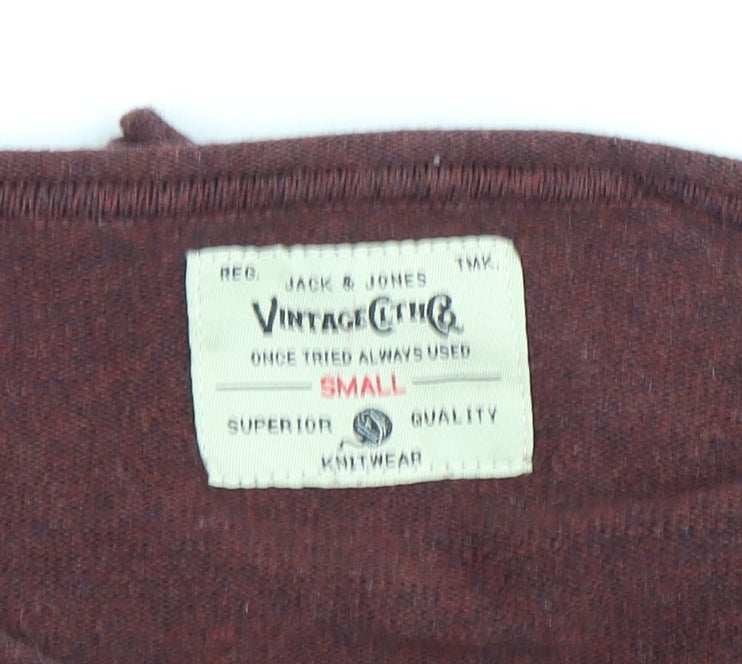 REG. TMK.
JACK & JONES
VINTAGE CLTH CO.
ONCE TRIED ALWAYS USED
SMALL
SUPERIOR QUALITY
KNITWEAR